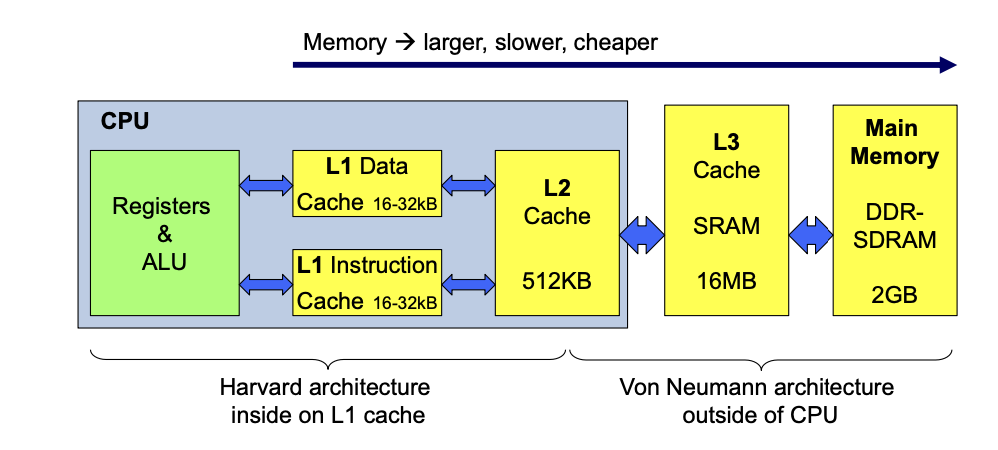 Memory → larger, slower, cheaper
CPU
Registers
&
ALU
L1 Data
Cache 16-32kB
L1 Instruction
Cache 16-32kB
L2
Cache
512KB
L3
Cache
SRAM
16MB
Main
Memory
DDR-
SDRAM
2GB
Harvard architecture
inside on L1 cache
Von Neumann architecture
outside of CPU